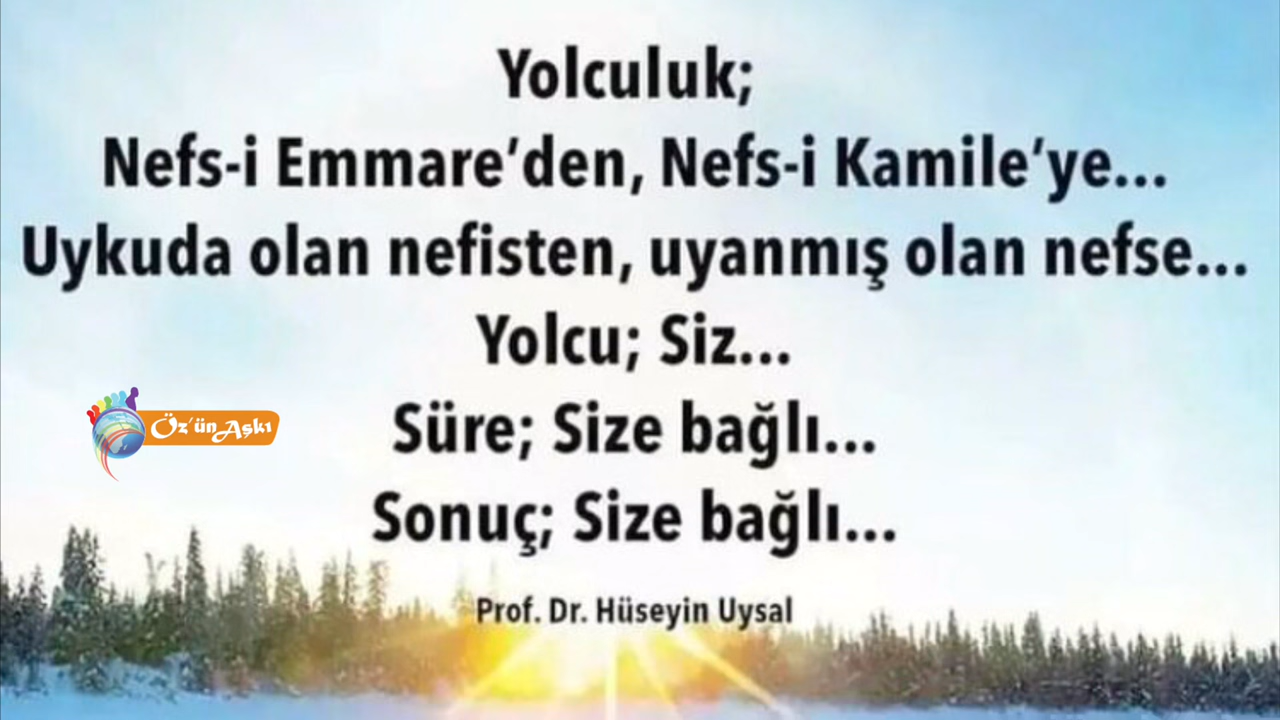 Yolculuk;
Nefs-i Emmare’den, Nefs-i Kamile’ye...
Uykuda olan nefisten, uyanmış olan nefse...
Yolcu; Siz...
Süre; Size bağlı...
Öz'ün Aşkı
Sonuç; Size bağlı...
Prof. Dr. Hüseyin Uysal